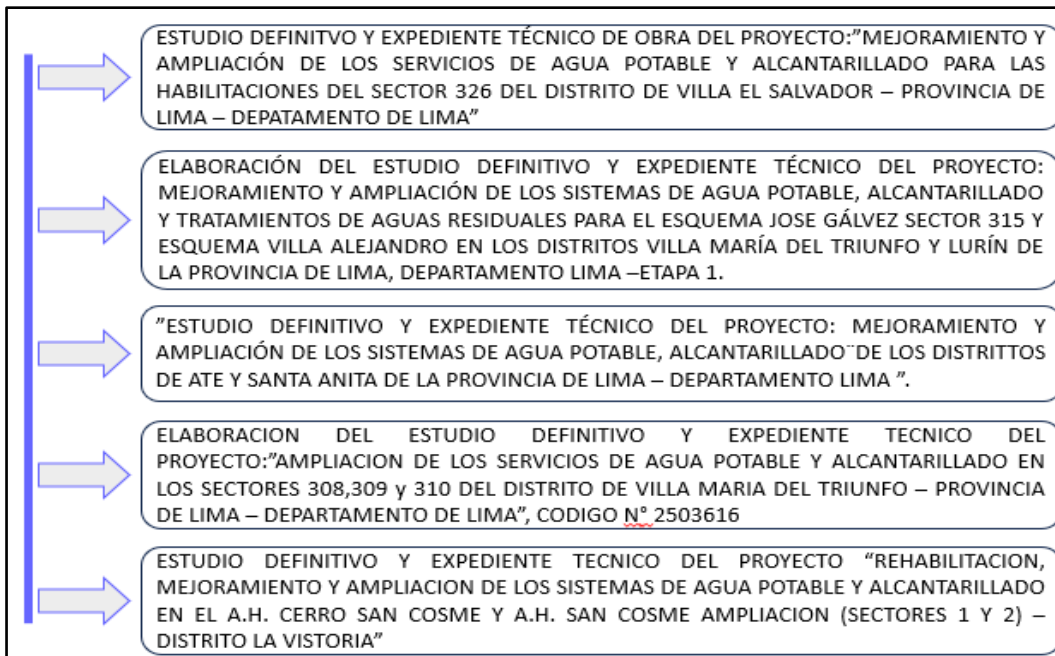 ESTUDIO DEFINITVO Y EXPEDIENTE TÉCNICO DE OBRA DEL PROYECTO:”MEJORAMIENTO Y
AMPLIACIÓN DE LOS SERVICIOS DE AGUA POTABLE Y ALCANTARILLADO PARA LAS
HABILITACIONES DEL SECTOR 326 DEL DISTRITO DE VILLA EL SALVADOR – PROVINCIA DE
LIMA – DEPATAMENTO DE LIMA”
ELABORACIÓN DEL ESTUDIO DEFINITIVO Y EXPEDIENTE TÉCNICO DEL PROYECTO:
MEJORAMIENTO Y AMPLIACIÓN DE LOS SISTEMAS DE AGUA POTABLE, ALCANTARILLADO
Y TRATAMIENTOS DE AGUAS RESIDUALES PARA EL ESQUEMA JOSE GÁLVEZ SECTOR 315 Y
ESQUEMA VILLA ALEJANDRO EN LOS DISTRITOS VILLA MARÍA DEL TRIUNFO Y LURÍN DE
LA PROVINCIA DE LIMA, DEPARTAMENTO LIMA –ETAPA 1.
”ESTUDIO DEFINITIVO Y EXPEDIENTE TÉCNICO DEL PROYECTO: MEJORAMIENTO Y
AMPLIACIÓN DE LOS SISTEMAS DE AGUA POTABLE, ALCANTARILLADO¨DE LOS DISTRITTOS
DE ATE Y SANTA ANITA DE LA PROVINCIA DE LIMA – DEPARTAMENTO LIMA ”.
ELABORACION DEL ESTUDIO DEFINITIVO Y EXPEDIENTE TECNICO DEL
PROYECTO:”AMPLIACION DE LOS SERVICIOS DE AGUA POTABLE Y ALCANTARILLADO EN
LOS SECTORES 308,309 y 310 DEL DISTRITO DE VILLA MARIA DEL TRIUNFO – PROVINCIA
DE LIMA – DEPARTAMENTO DE LIMA”, CODIGO N° 2503616
ESTUDIO DEFINITIVO Y EXPEDIENTE TECNICO DEL PROYECTO “REHABILITACION,
MEJORAMIENTO Y AMPLIACION DE LOS SISTEMAS DE AGUA POTABLE Y ALCANTARILLADO
EN EL A.H. CERRO SAN COSME Y A.H. SAN COSME AMPLIACION (SECTORES 1 Y 2) –
DISTRITO LA VISTORIA”